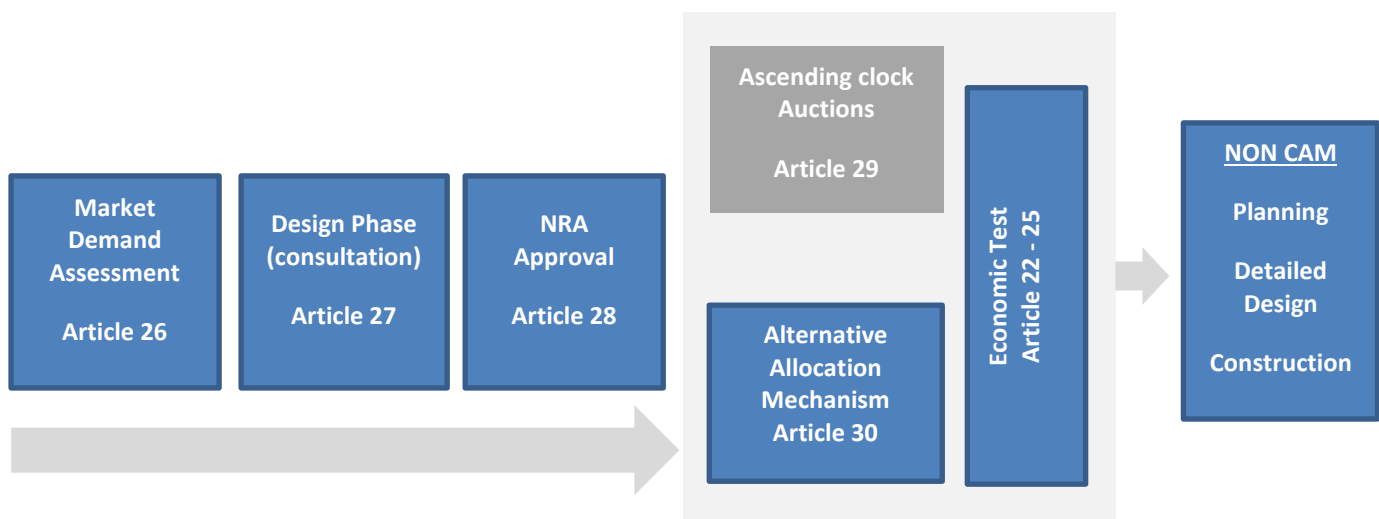 Market
Demand
Assessment
Article 26
Design Phase
(consultation)
Article 27
NRA
Approval
Article 28
Ascending clock
Auctions
Article 29
Alternative
Allocation
Mechanism
Article 30
Economic Test
Article 22 - 25
NON CAM
Planning
Detailed
Design
Construction